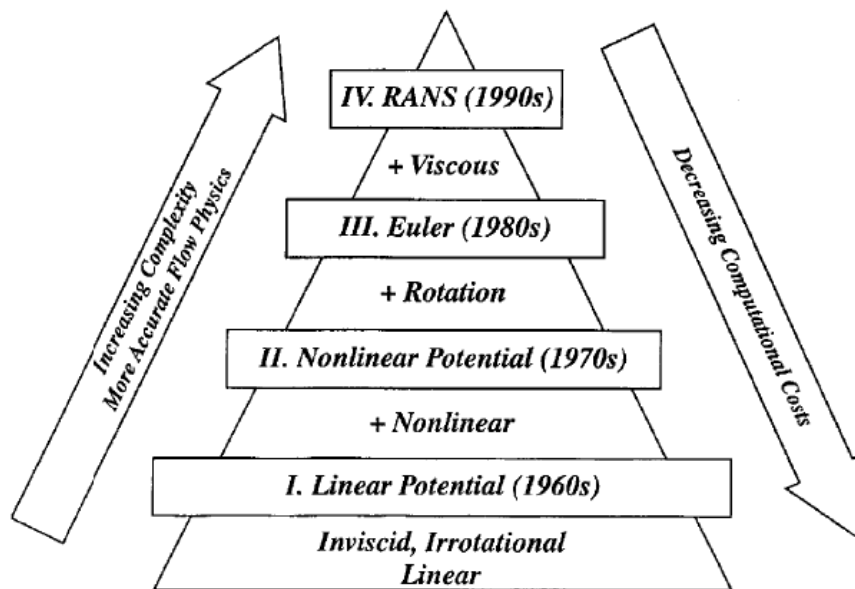 IV. RANS (1990s)
+ Viscous
III. Euler (1980s)
+ Rotation
II. Nonlinear Potential (1970s)
+ Nonlinear
I. Linear Potential (1960s)
Inviscid, Irrotational
Linear
Increasing Complexity
More Accurate Flow Physics
Decreasing Computational Costs